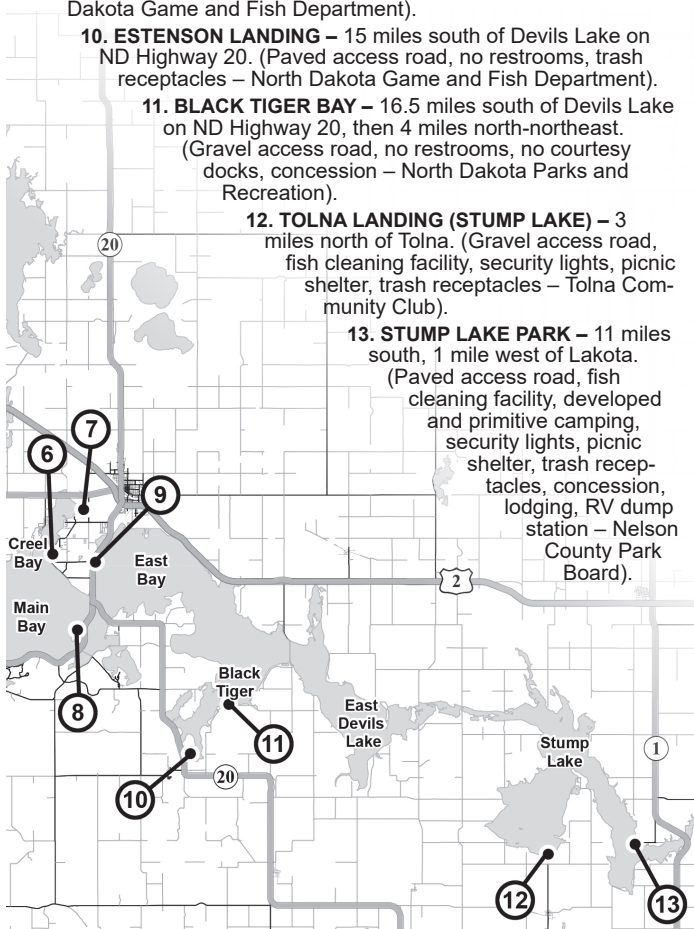 Dakota Game and Fish Department).
10. ESTENSON LANDING – 15 miles south of Devils Lake on
ND Highway 20. (Paved access road, no restrooms, trash
receptacles – North Dakota Game and Fish Department).
11. BLACK TIGER BAY – 16.5 miles south of Devils Lake
on ND Highway 20, then 4 miles north-northeast.
(Gravel access road, no restrooms, no courtesy
docks, concession – North Dakota Parks and
Recreation).
12. TOLNA LANDING (STUMP LAKE) – 3
miles north of Tolna. (Gravel access road,
fish cleaning facility, security lights, picnic
shelter, trash receptacles – Tolna Com-
munity Club).
13. STUMP LAKE PARK – 11 miles
south, 1 mile west of Lakota.
(Paved access road, fish
cleaning facility, developed
and primitive camping,
security lights, picnic
shelter, trash recep-
tacles, concession,
lodging, RV dump
station – Nelson
County Park
Board).
20
7
6
9
Creel
Bay
East
Bay
2
Main
Bay
8
Black
Tiger
11
East
Devils
Lake
Stump
Lake
1
10
20
12
13